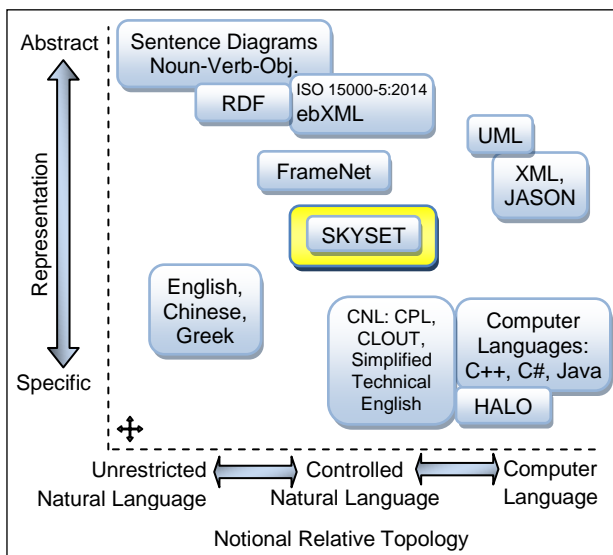 Abstract
Representation
Specific
Sentence Diagrams
Noun-Verb-Obj.
RDF
ISO 15000-5:2014
ebXML
UML
XML,
JASON
FrameNet
SKYSET
English,
Chinese,
Greek
CNL: CPL,
CLOUT,
Simplified
Technical
English
Computer
Languages:
C++, C#, Java
HALO
Unrestricted
Natural Language
Controlled
Natural Language
Computer
Language
Notional Relative Topology